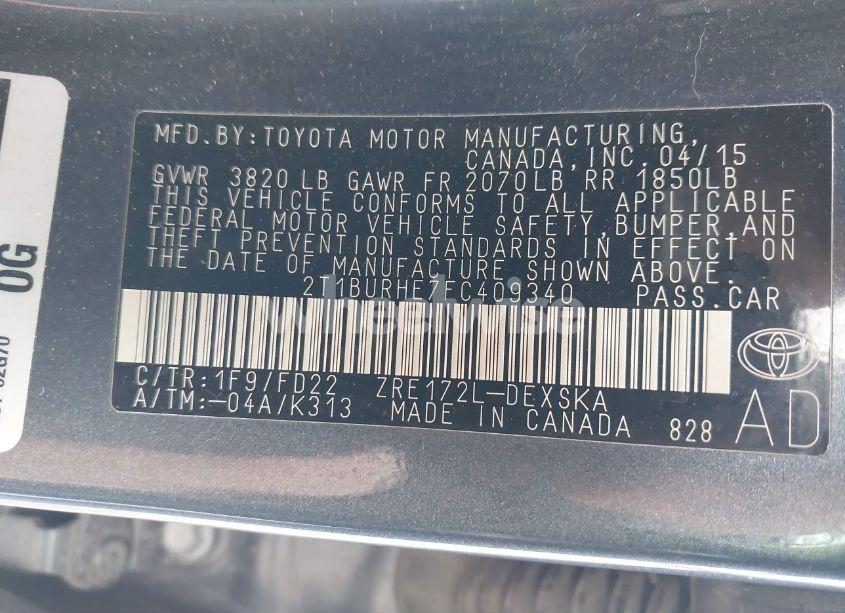 MFD.BY:TOYOTA MOTOR MANUFACTURING,
CANADA,INC.04/15
GVWR 3820 LB GAWR FR 2070LB RR 1850LB
THIS VEHICLE CONFORMS TO ALL APPLICABLE
FEDERAL MOTOR VEHICLE SAFETY,BUMPER,AND
THEFT PREVENTION STANDARDS IN EFFECT ON
THE DATE OF MANUFACTURE SHOWN ABOVE.
2T1BURHE7FC409340 PASS.CAR
wheelwise
C/TR:1F9/FD22 ZRE172L-DEXSKA
A/TM:-04A/K313 MADE IN CANADA 828
AD
0G